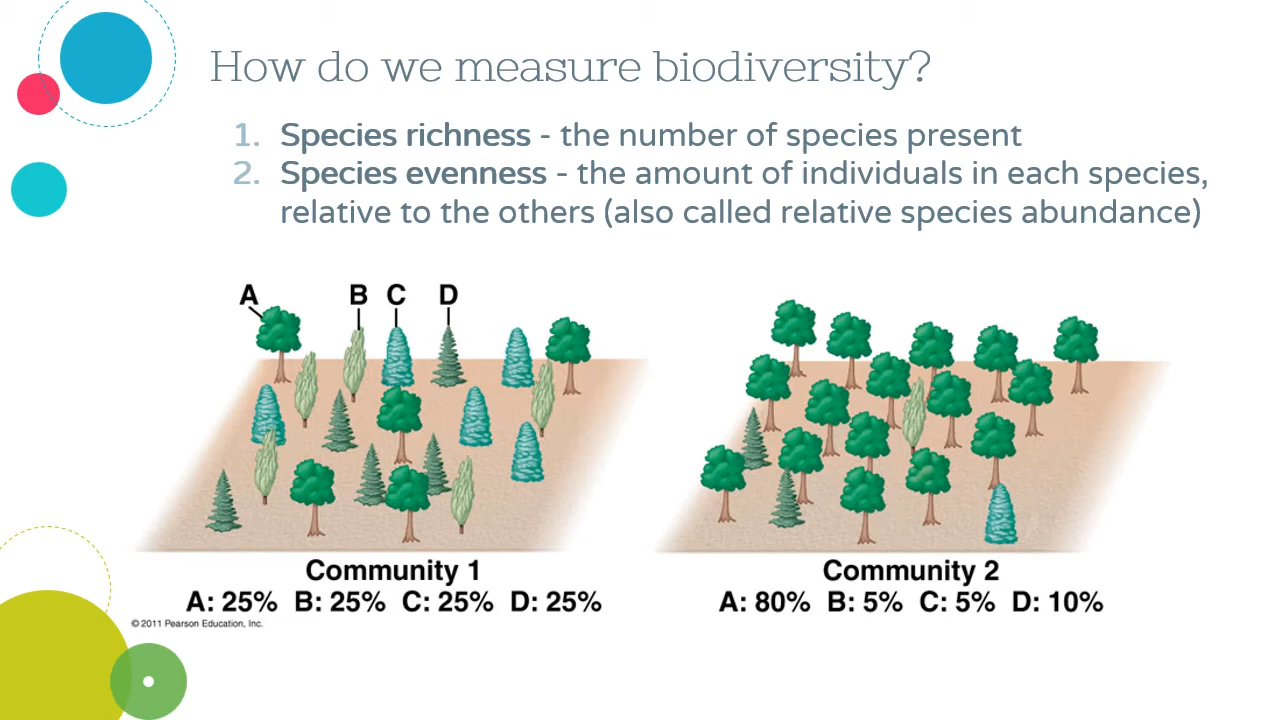 How do we measure biodiversity?
1. Species richness - the number of species present
2. Species evenness - the amount of individuals in each species,
relative to the others (also called relative species abundance)
A B C D
Community 1
A: 25% B: 25% C: 25% D: 25%
Community 2
A: 80% B: 5% C: 5% D: 10%
© 2011 Pearson Education, Inc.